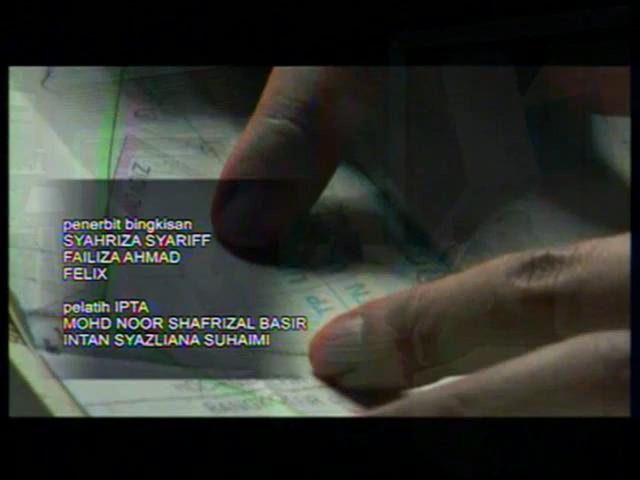 penerbit bingkisan
SYAHRIZA SYARIFF
FAILIZA AHMAD
FELIX
pelatih IPTA
MOHD NOOR SHAFRIZAL BASIR
INTAN SYAZLIANA SUHAIMI